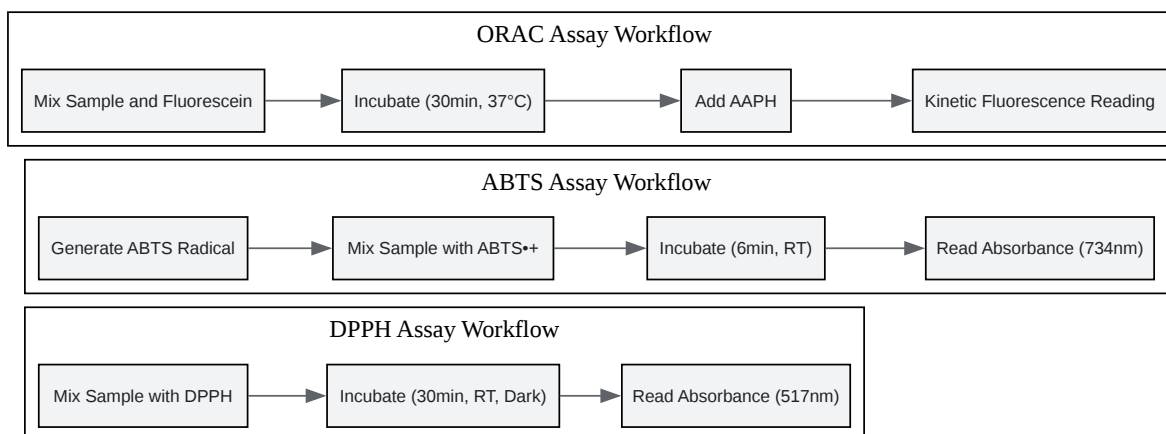 ORAC Assay Workflow
Mix Sample and Fluorescein
Incubate (30min, 37°C)
Add AAPH
Kinetic Fluorescence Reading
ABTS Assay Workflow
Generate ABTS Radical
Mix Sample with ABTS•+
Incubate (6min, RT)
Read Absorbance (734nm)
DPPH Assay Workflow
Mix Sample with DPPH
Incubate (30min, RT, Dark)
Read Absorbance (517nm)